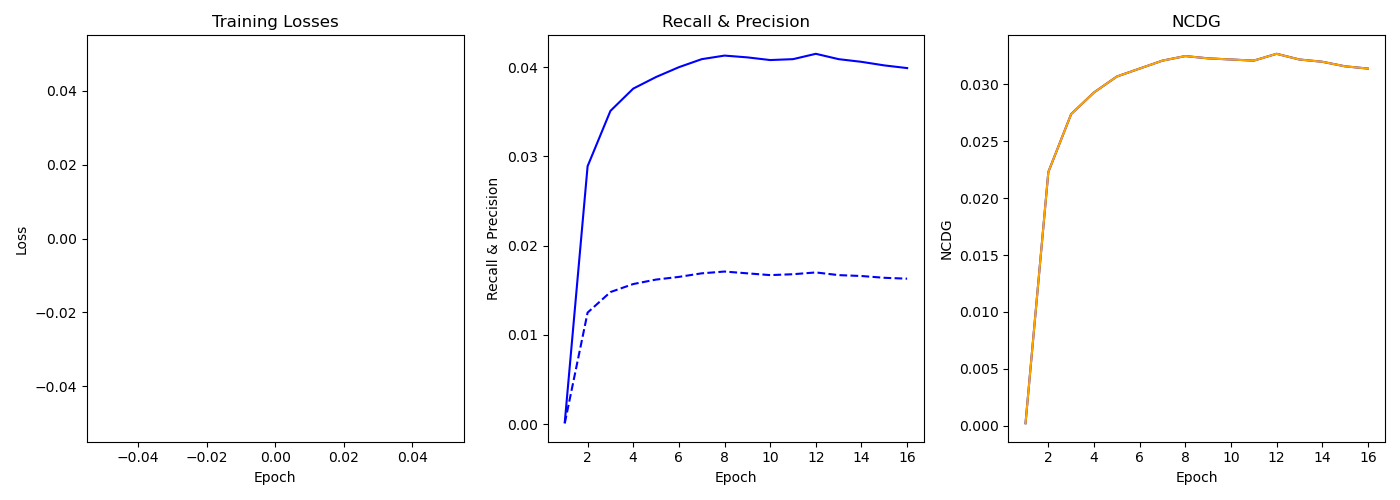 Training Losses
0.04
0.02
0.00
−0.02
−0.04
Loss
−0.04 −0.02 0.00 0.02 0.04
Epoch
Recall & Precision
0.04
0.03
0.02
0.01
0.00
Recall & Precision
2 4 6 8 10 12 14 16
Epoch
NCDG
0.030
0.025
0.020
0.015
0.010
0.005
0.000
NCDG
2 4 6 8 10 12 14 16
Epoch